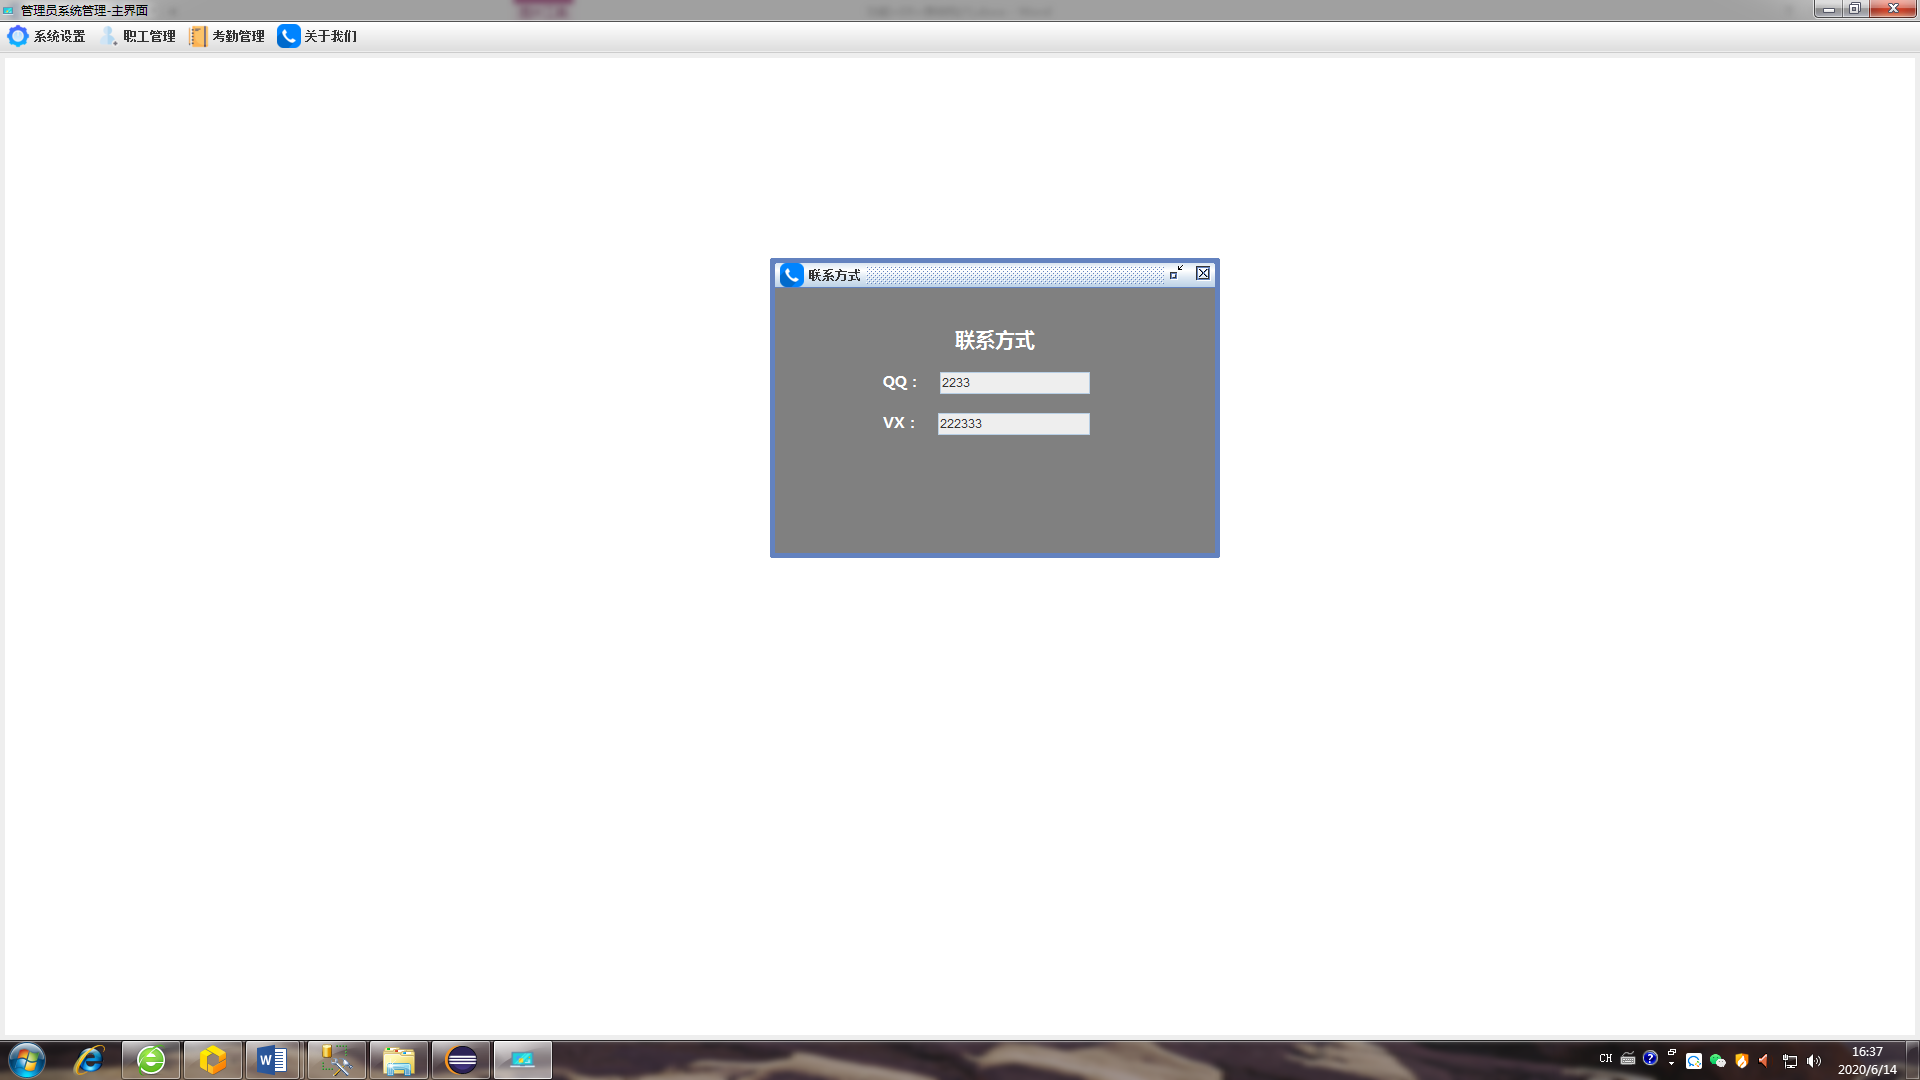 管理员系统管理-主界面
系统设置 职工管理 考勤管理 关于我们
联系方式
联系方式
QQ： 2233
VX： 222333
CH
16:37
2020/6/14